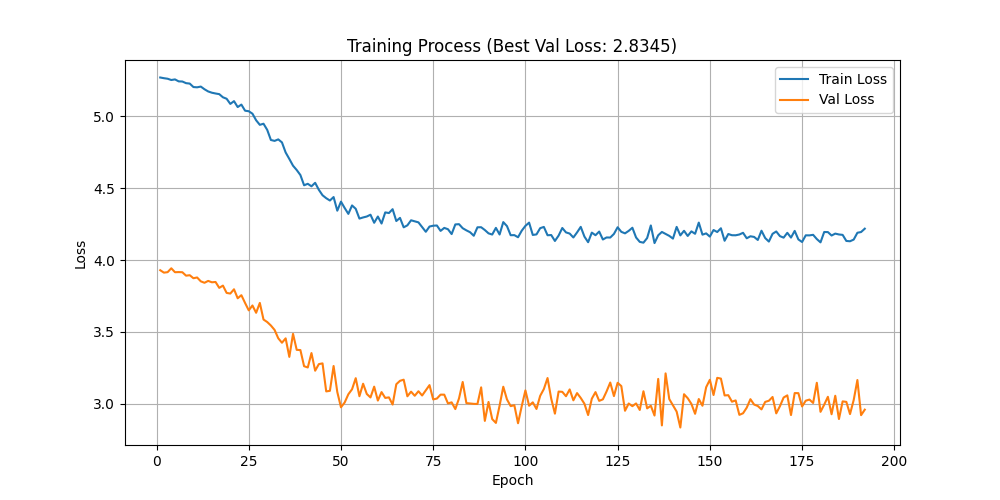 Training Process (Best Val Loss: 2.8345)
Train Loss
Val Loss
5.0
4.5
4.0
3.5
3.0
Loss
0 25 50 75 100 125 150 175 200
Epoch